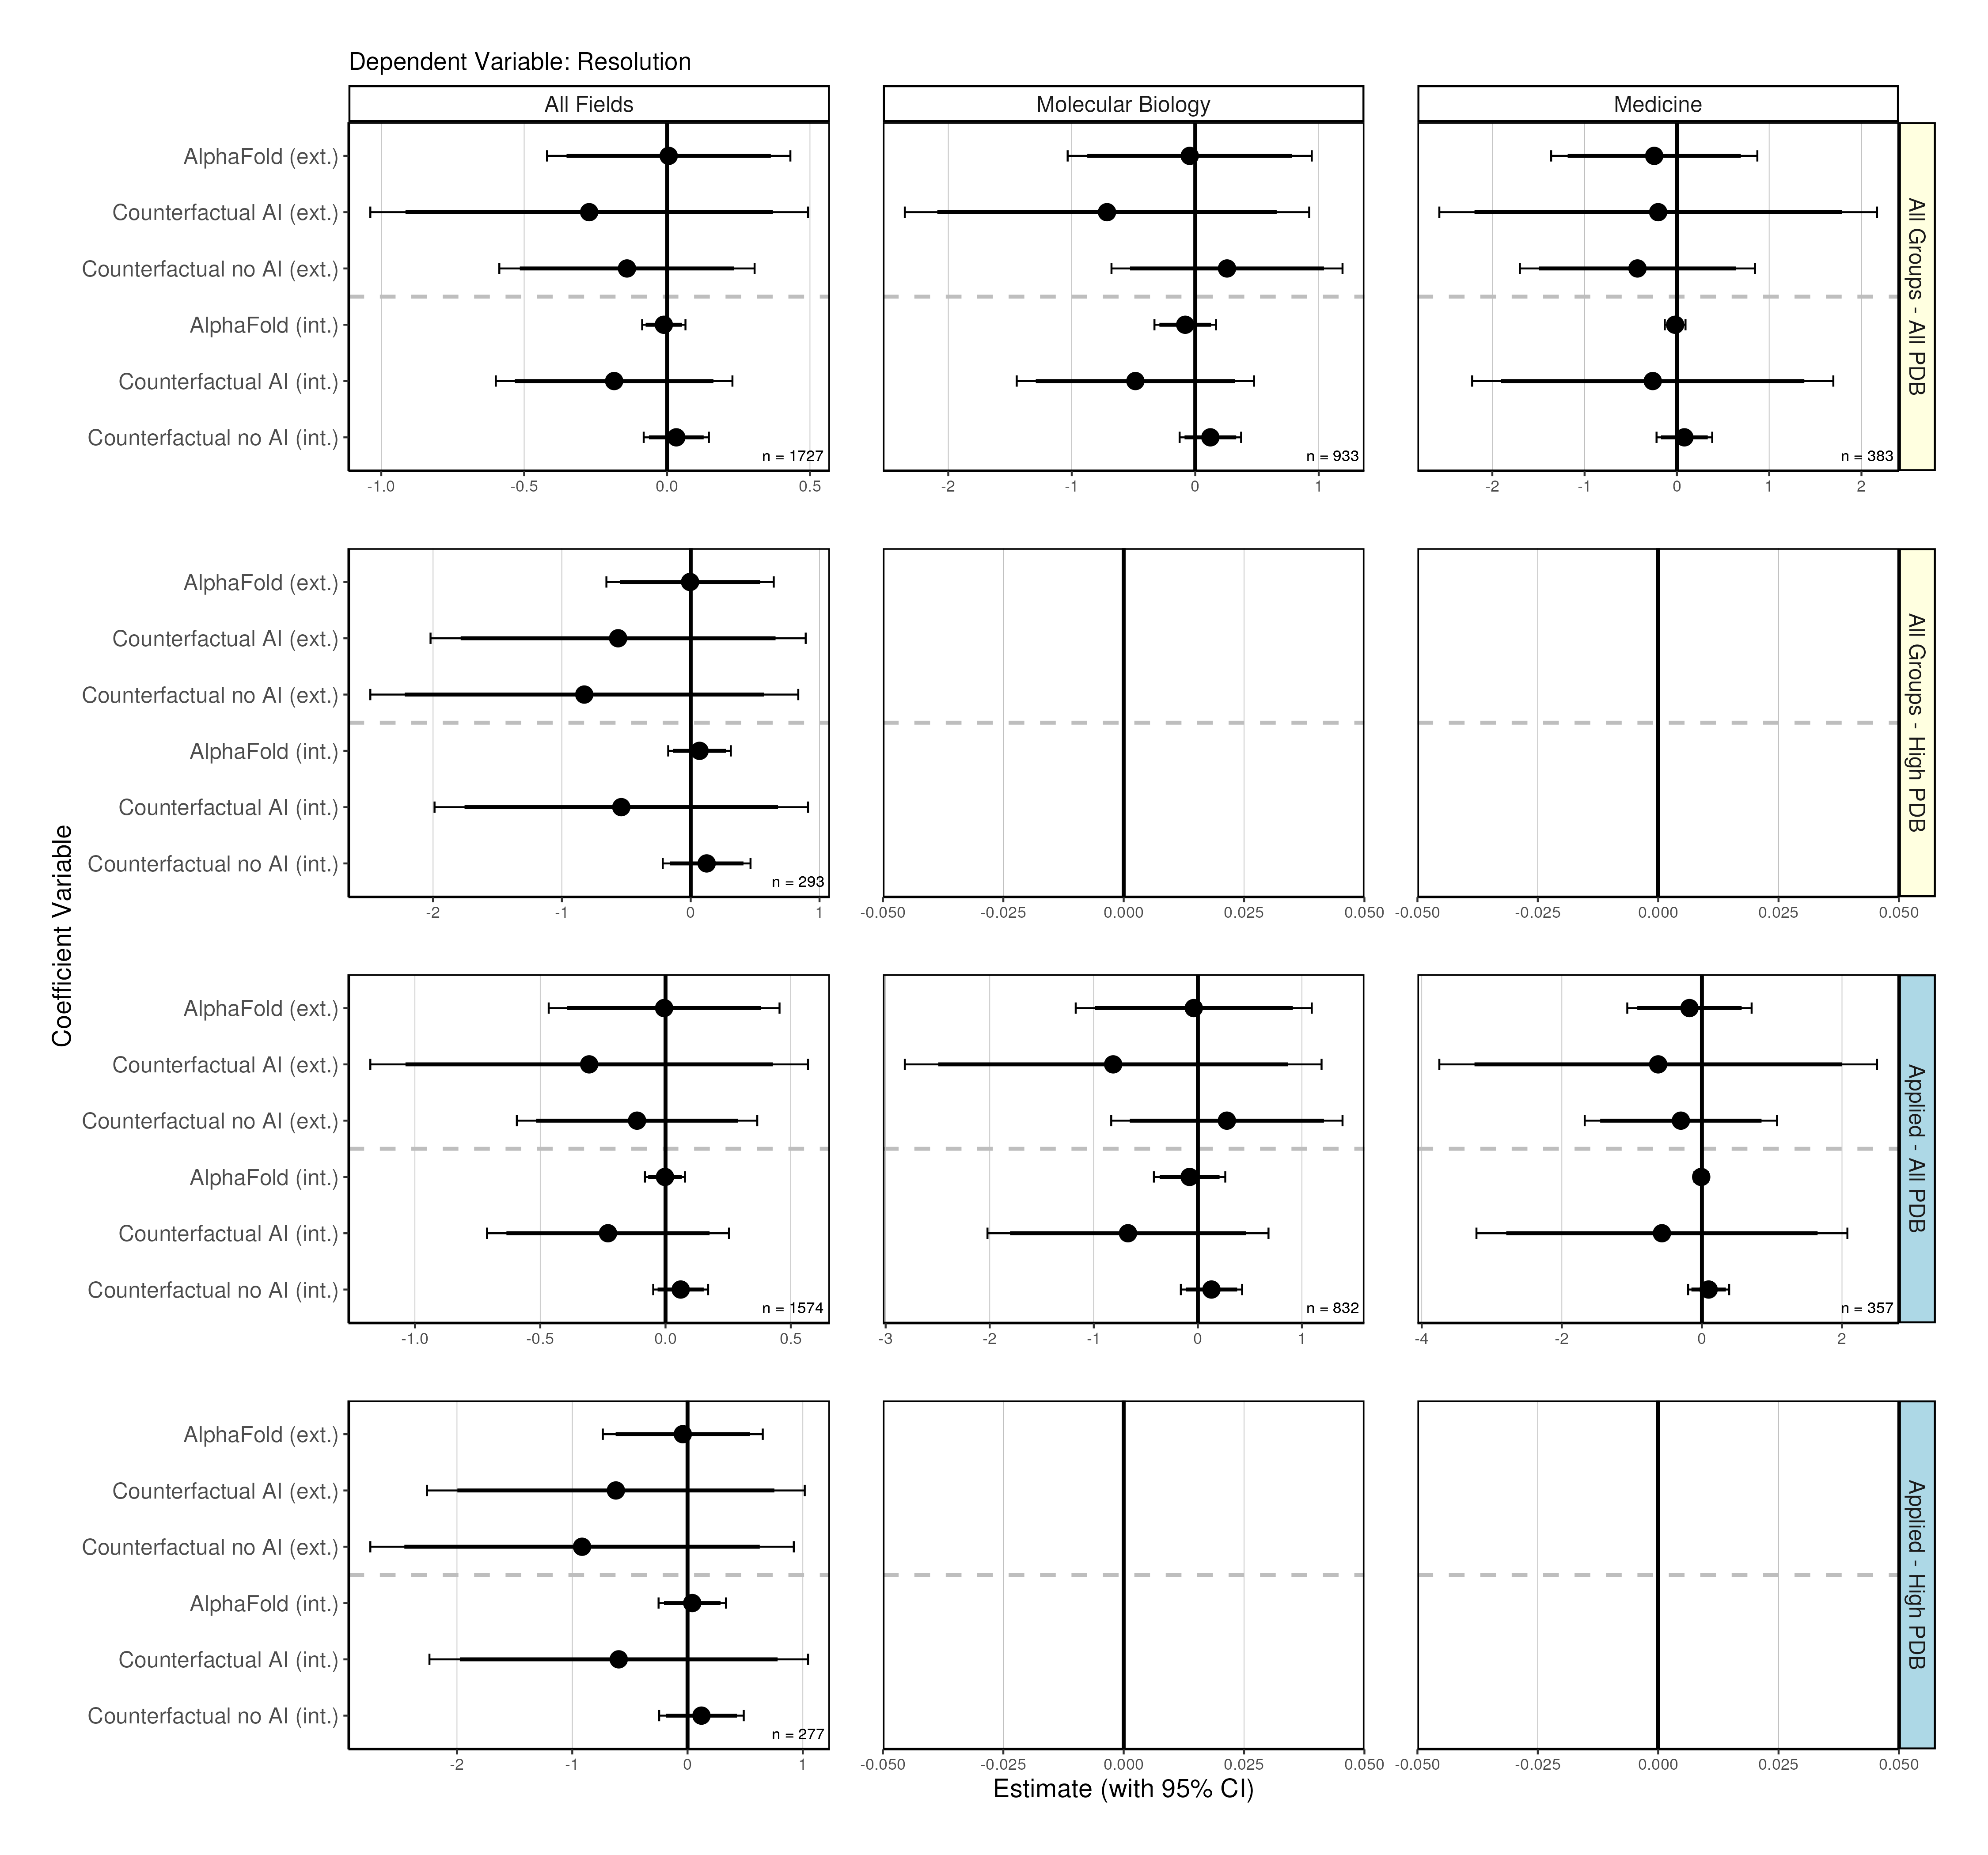 Dependent Variable: Resolution
All Fields
Molecular Biology
Medicine
AlphaFold (ext.)
Counterfactual AI (ext.)
Counterfactual no AI (ext.)
AlphaFold (int.)
Counterfactual AI (int.)
Counterfactual no AI (int.)
n = 1727
n = 933
n = 383
-1.0 -0.5 0.0 0.5
-2 -1 0 1
-2 -1 0 1 2
All Groups - All PDB
AlphaFold (ext.)
Counterfactual AI (ext.)
Counterfactual no AI (ext.)
AlphaFold (int.)
Counterfactual AI (int.)
Counterfactual no AI (int.)
n = 293
-2 -1 0 1
-0.050 -0.025 0.000 0.025 0.050
-0.050 -0.025 0.000 0.025 0.050
All Groups - High PDB
Coefficient Variable
AlphaFold (ext.)
Counterfactual AI (ext.)
Counterfactual no AI (ext.)
AlphaFold (int.)
Counterfactual AI (int.)
Counterfactual no AI (int.)
n = 1574
n = 832
n = 357
-1.0 -0.5 0.0 0.5
-3 -2 -1 0 1
-4 -2 0 2
Applied - All PDB
AlphaFold (ext.)
Counterfactual AI (ext.)
Counterfactual no AI (ext.)
AlphaFold (int.)
Counterfactual AI (int.)
Counterfactual no AI (int.)
n = 277
-2 -1 0 1
-0.050 -0.025 0.000 0.025 0.050
-0.050 -0.025 0.000 0.025 0.050
Applied - High PDB
Estimate (with 95% CI)